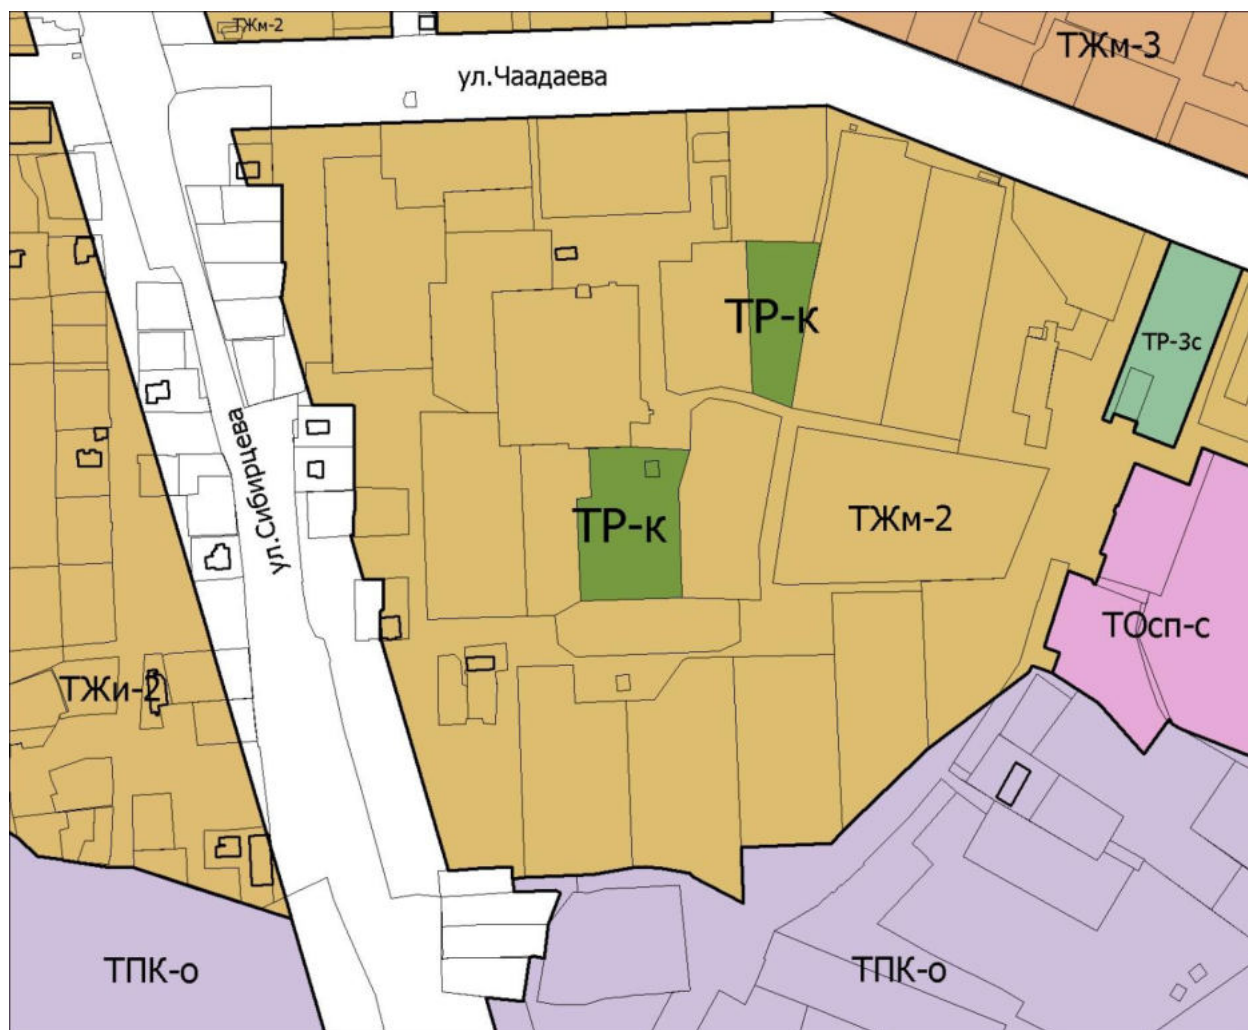 ТЖм-2
ТЖм-3
ул.Чаадаева
ТР-к
ТР-3с
ул.Сибирцева
ТР-к
ТЖм-2
ТОсп-с
ТЖи-2
ТПК-о
ТПК-о